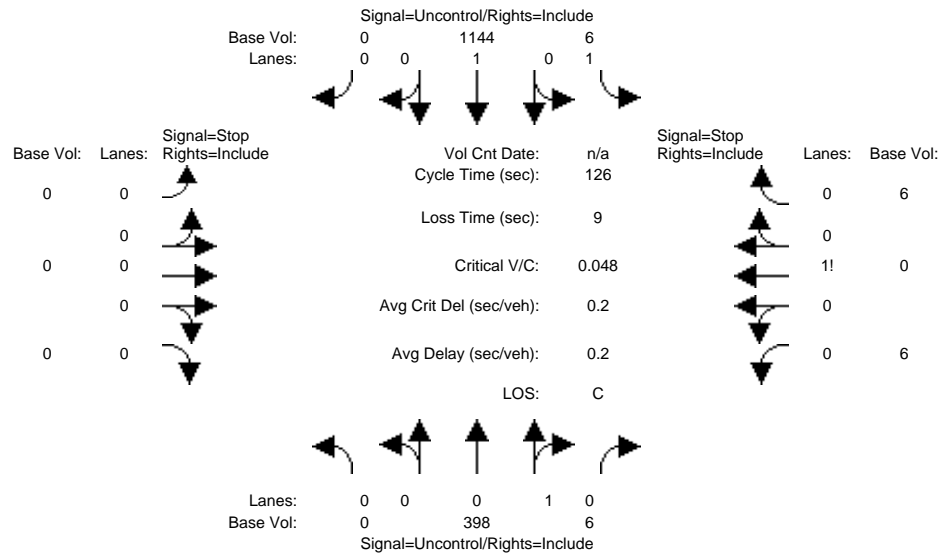 Signal=Uncontrol/Rights=Include
Base Vol: 0 1144 6
Lanes: 0 0 1 0 1
Signal=Stop Signal=Stop
Base Vol: Lanes: Rights=Include Vol Cnt Date: n/a Rights=Include Lanes: Base Vol:
Cycle Time (sec): 126
0 0 0 6
Loss Time (sec): 9
0 0
0 0 Critical V/C: 0.048 1! 0
0 Avg Crit Del (sec/veh): 0.2 0
0 0 Avg Delay (sec/veh): 0.2 0 6
LOS: C
Lanes: 0 0 0 1 0
Base Vol: 0 398 6
Signal=Uncontrol/Rights=Include